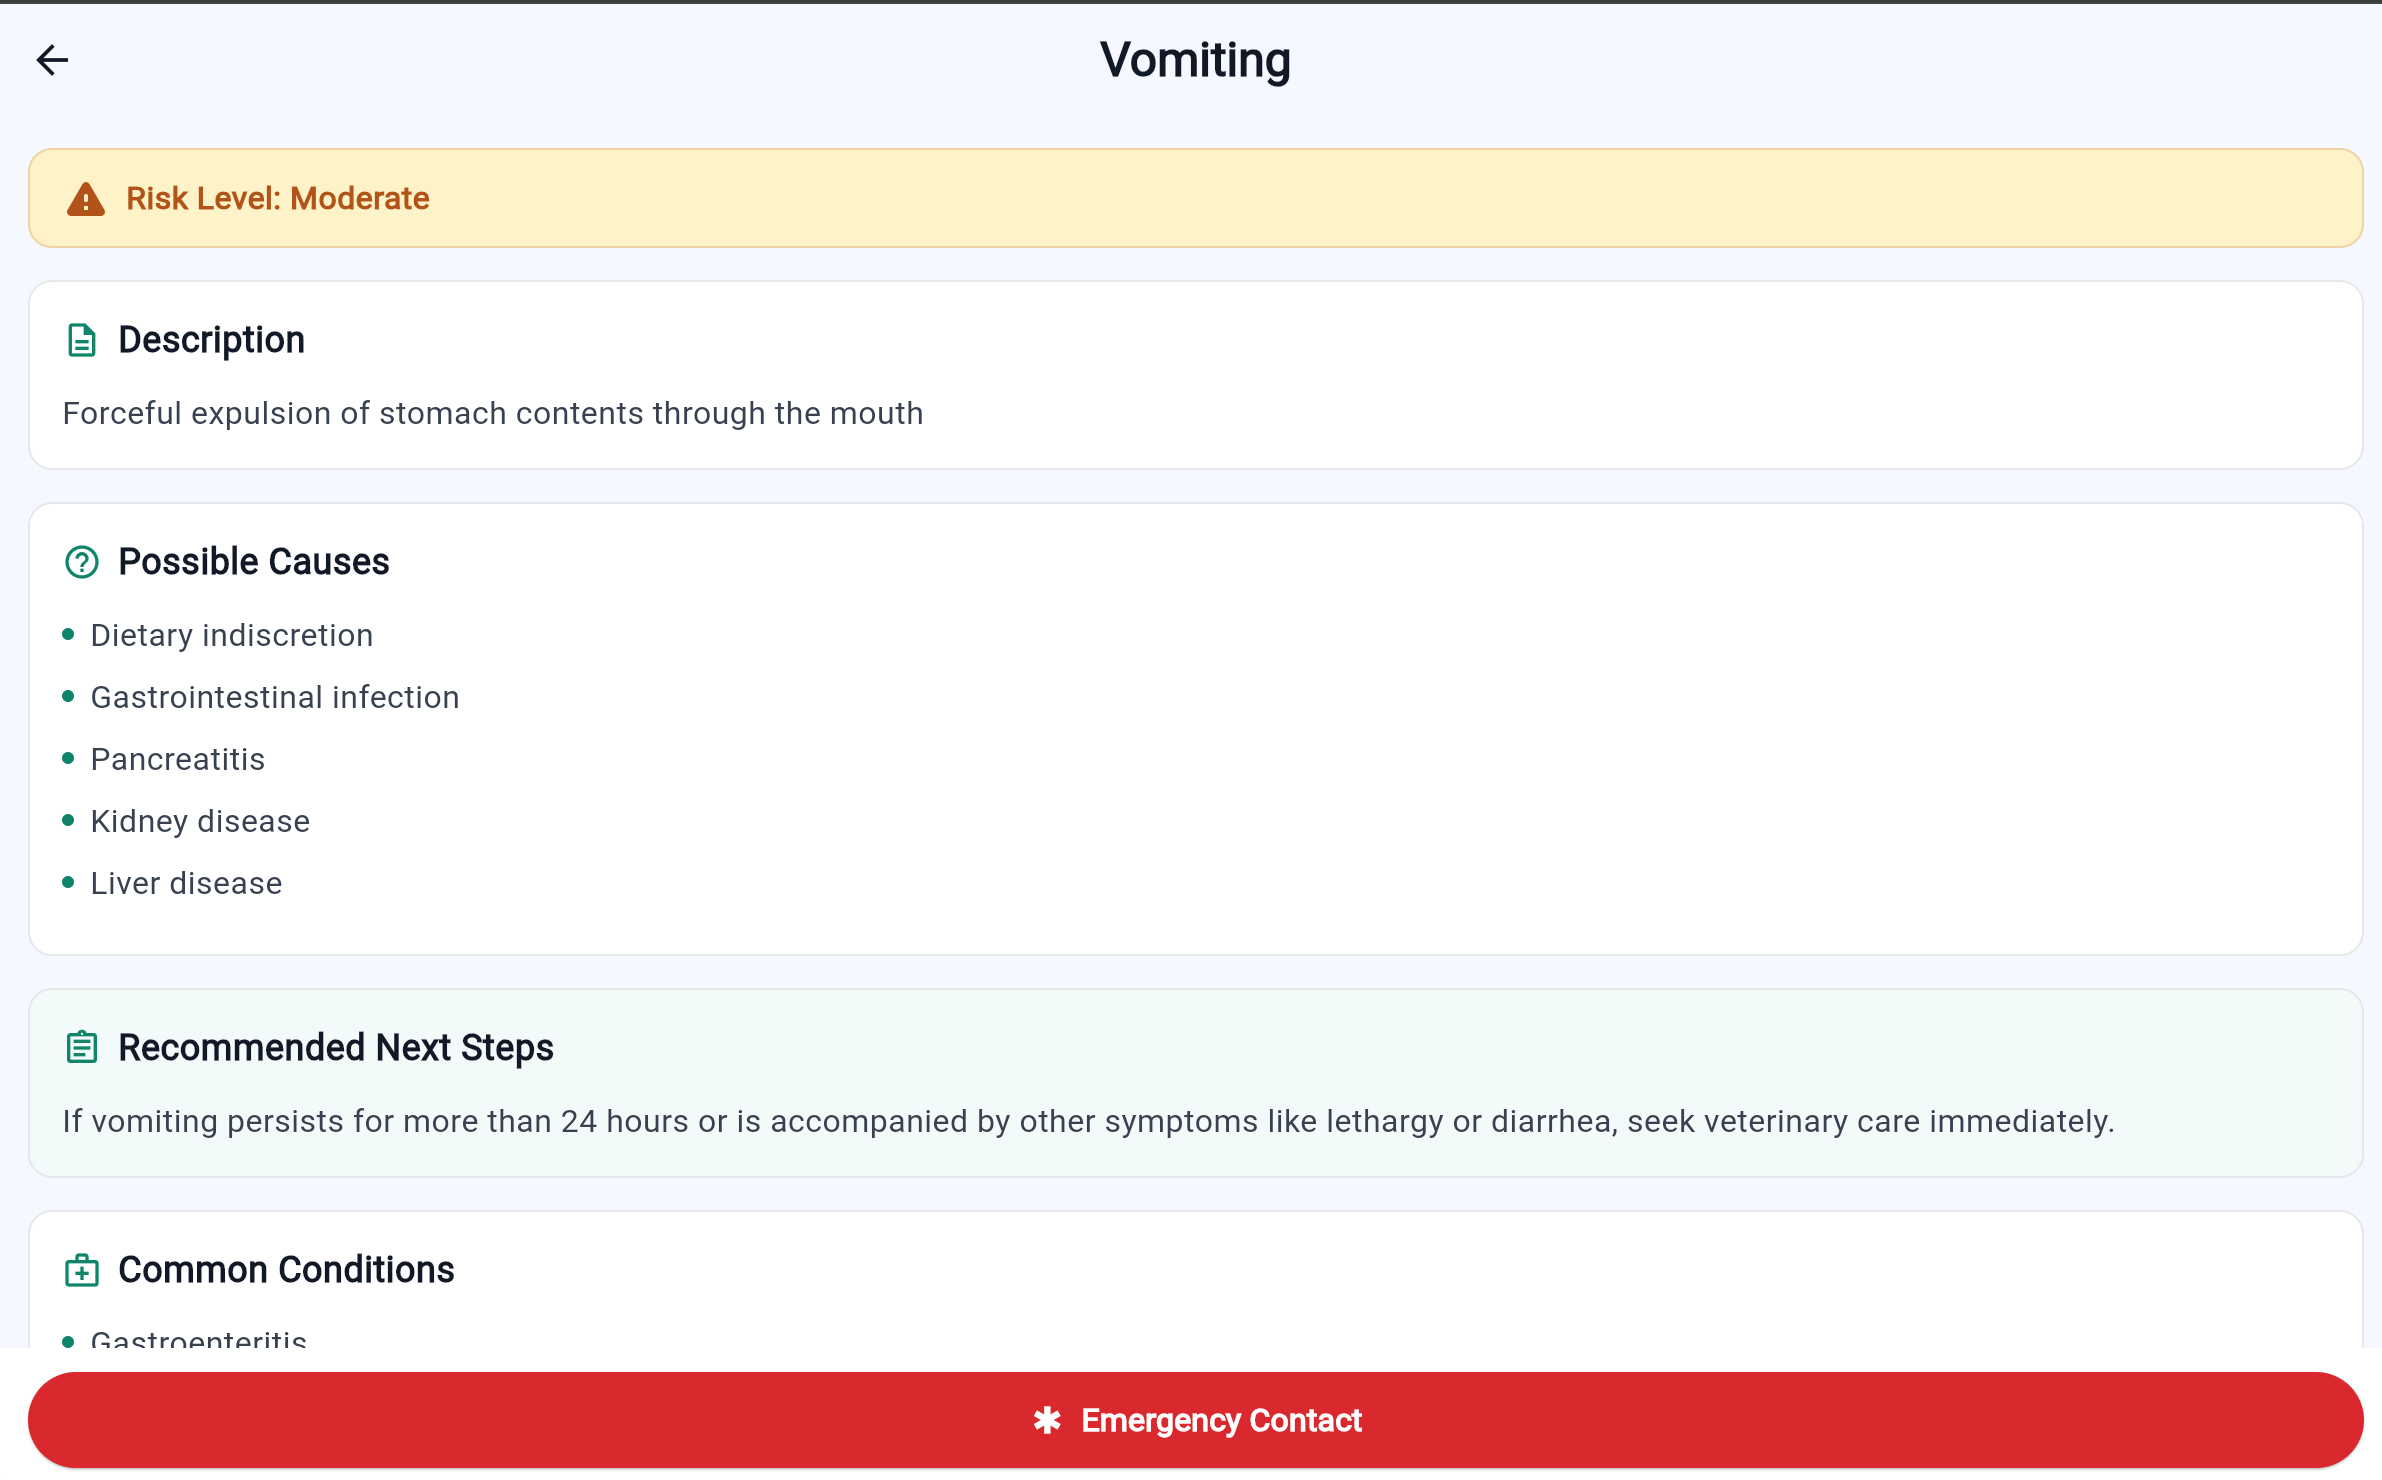 Vomiting
Risk Level: Moderate
Description
Forceful expulsion of stomach contents through the mouth
Possible Causes
Dietary indiscretion
Gastrointestinal infection
Pancreatitis
Kidney disease
Liver disease
Recommended Next Steps
If vomiting persists for more than 24 hours or is accompanied by other symptoms like lethargy or diarrhea, seek veterinary care immediately.
Common Conditions
Gastroenteritis
Emergency Contact